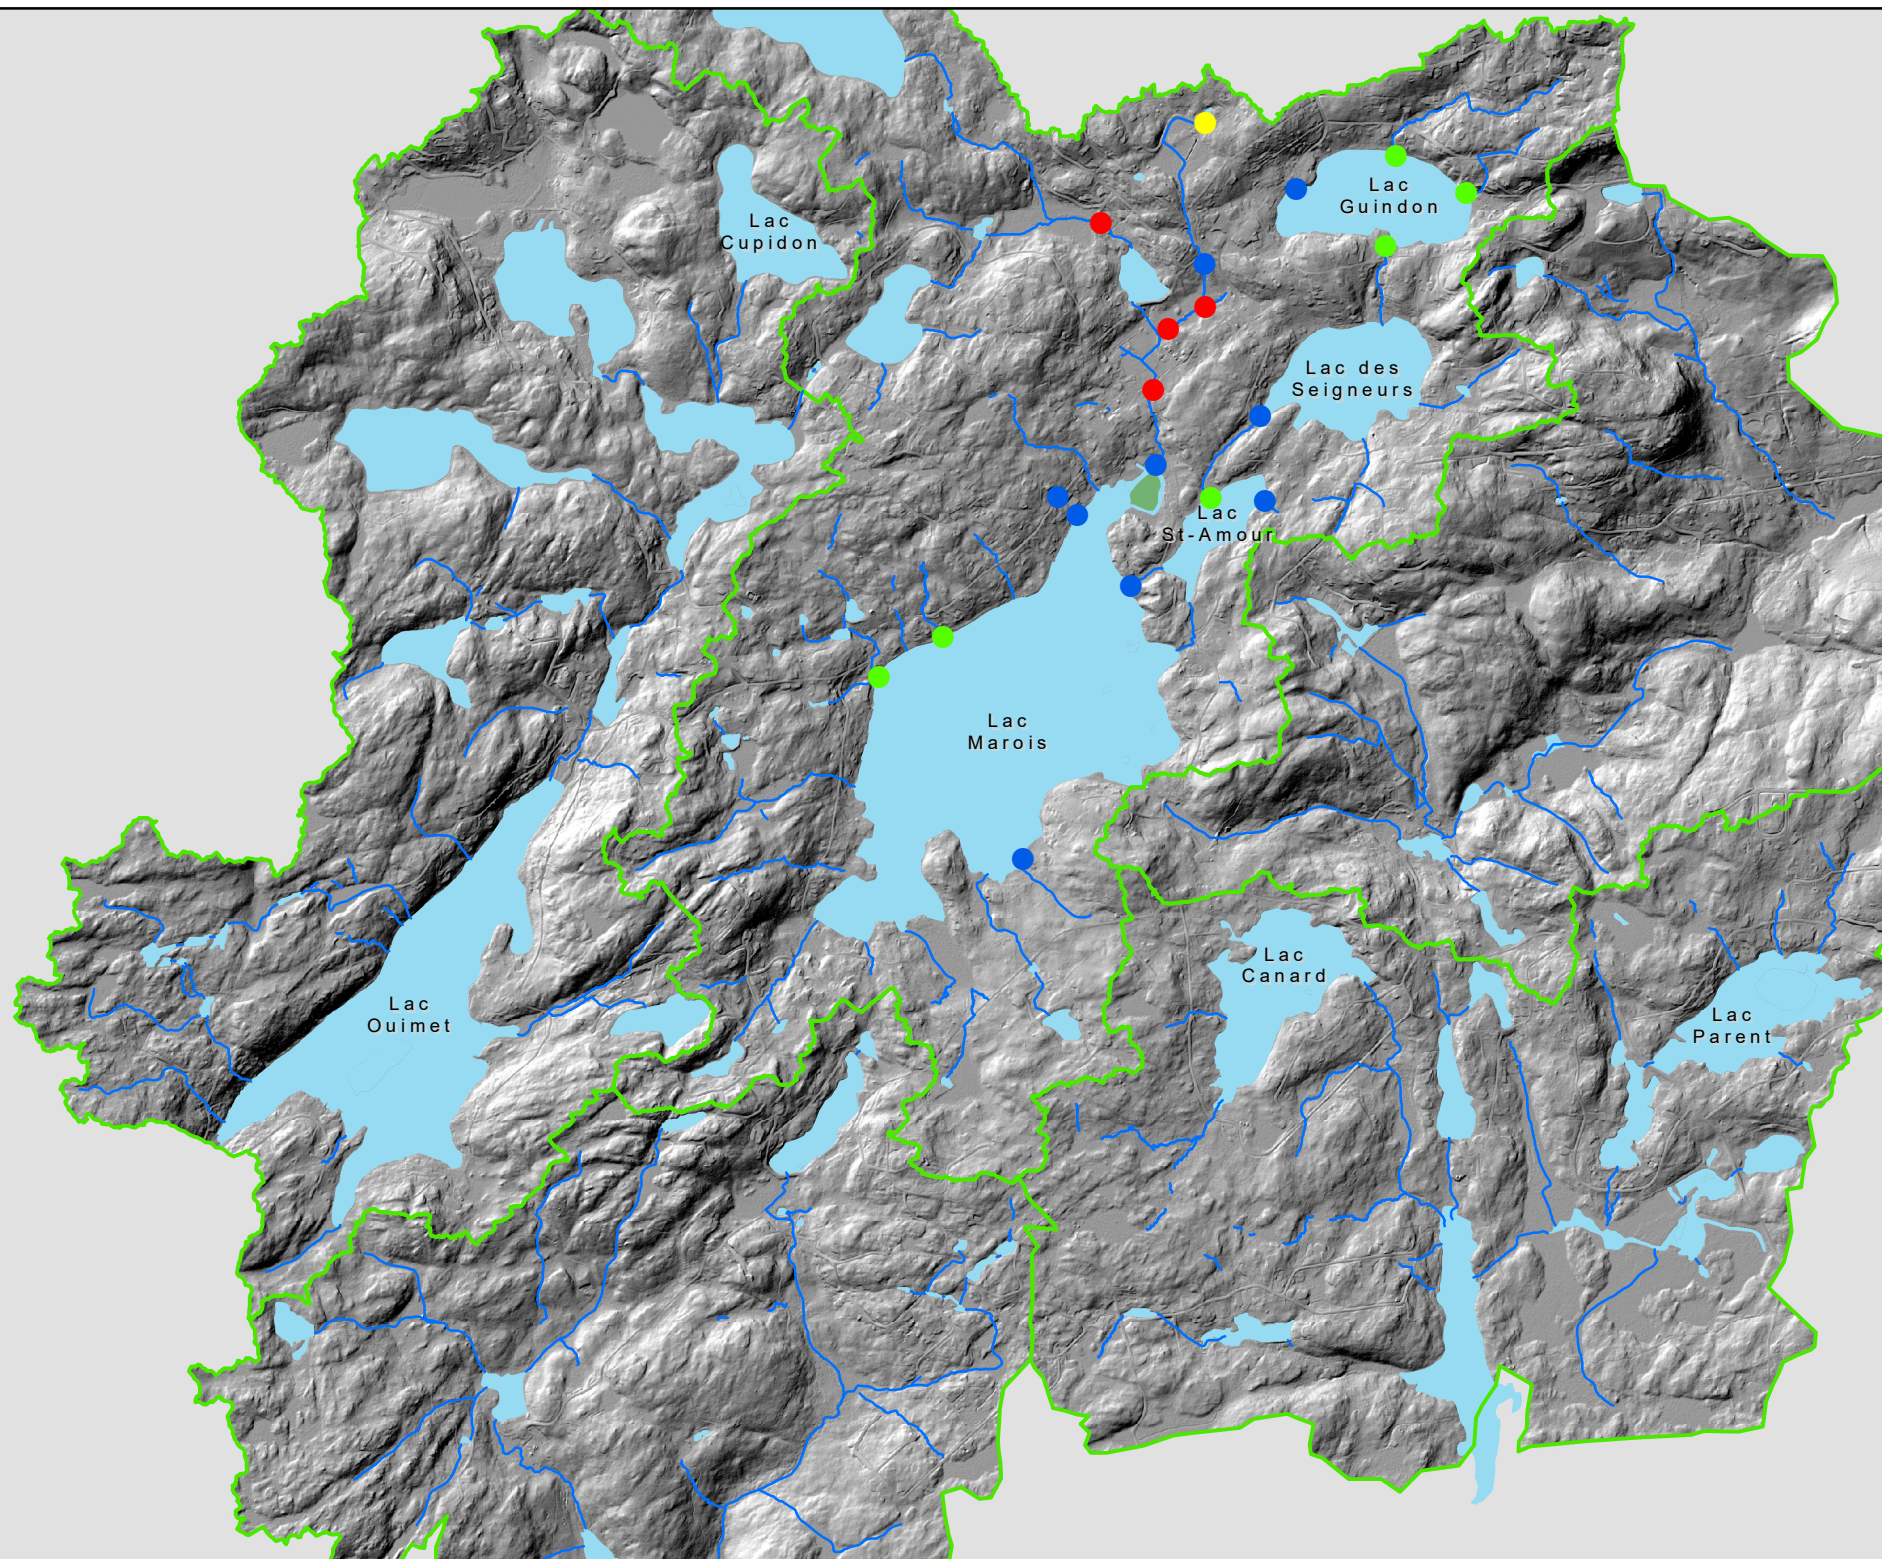 Lac
Guindon
Lac
Cupidon
Lac des
Seigneurs
Lac
St-Amour
Lac
Marois
Lac
Canard
Lac
Ouimet
Lac
Parent